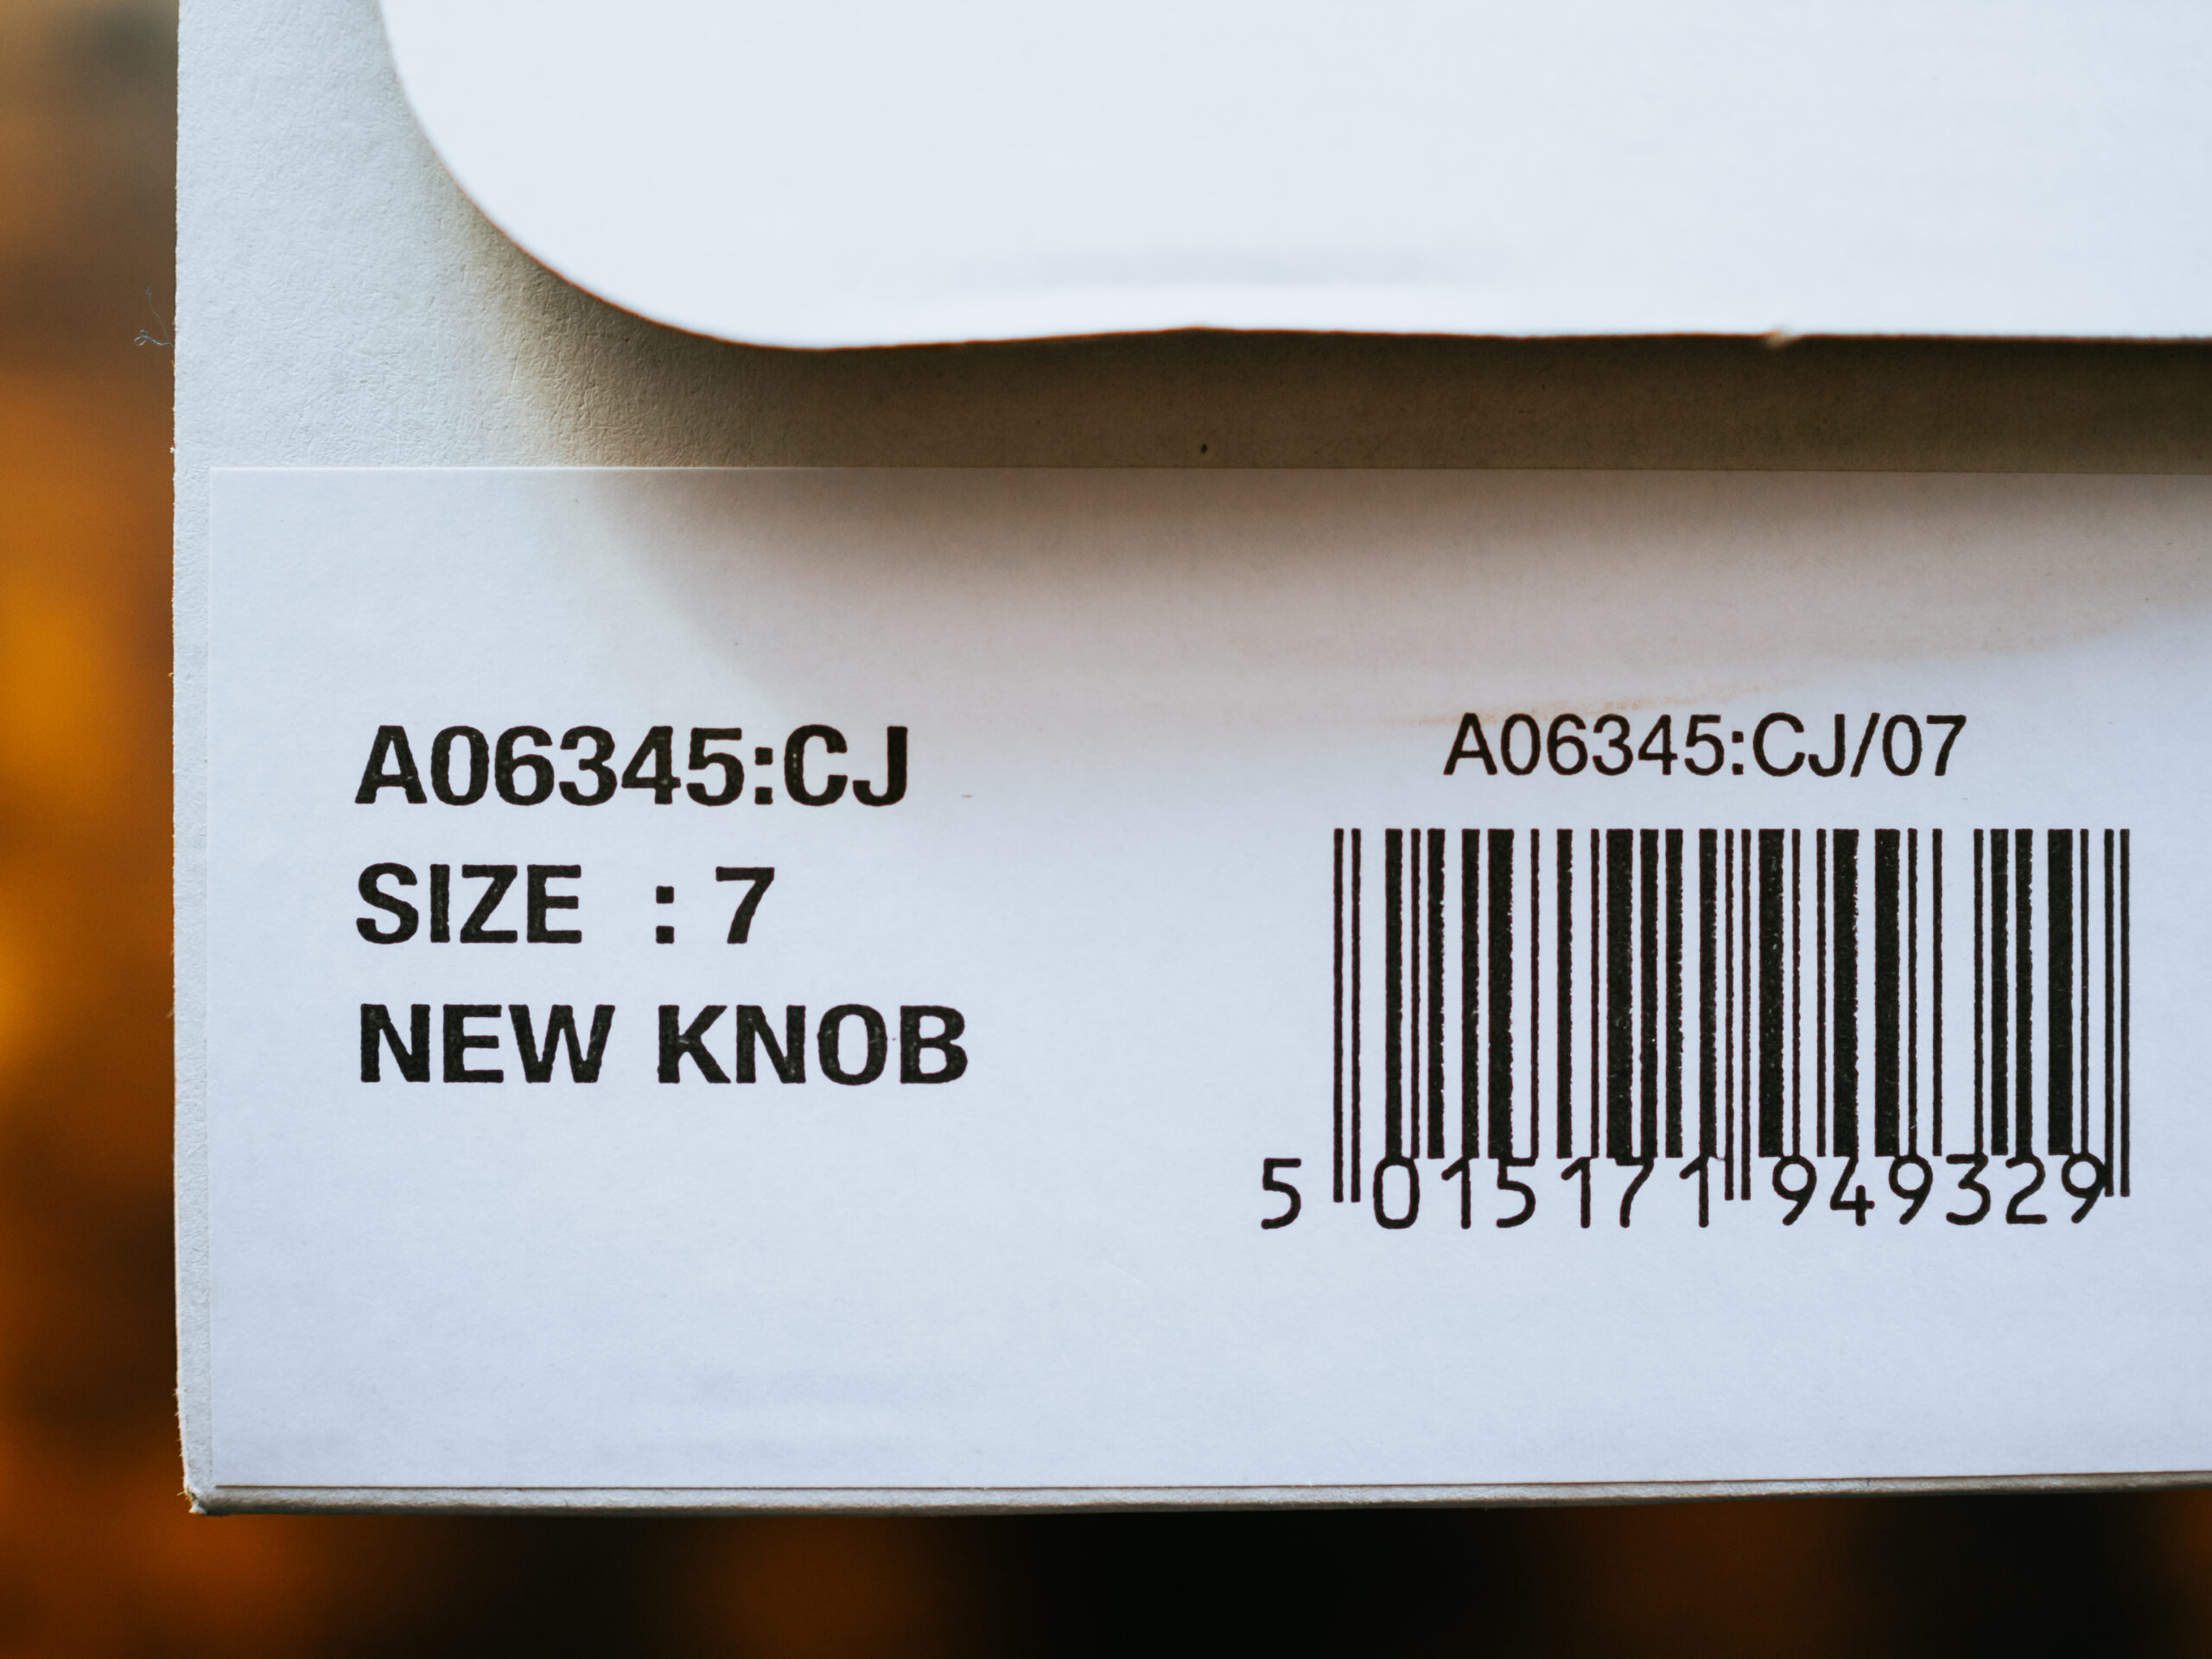 A06345:CJ
SIZE : 7
NEW KNOB
A06345:CJ/07
5 015171 949329